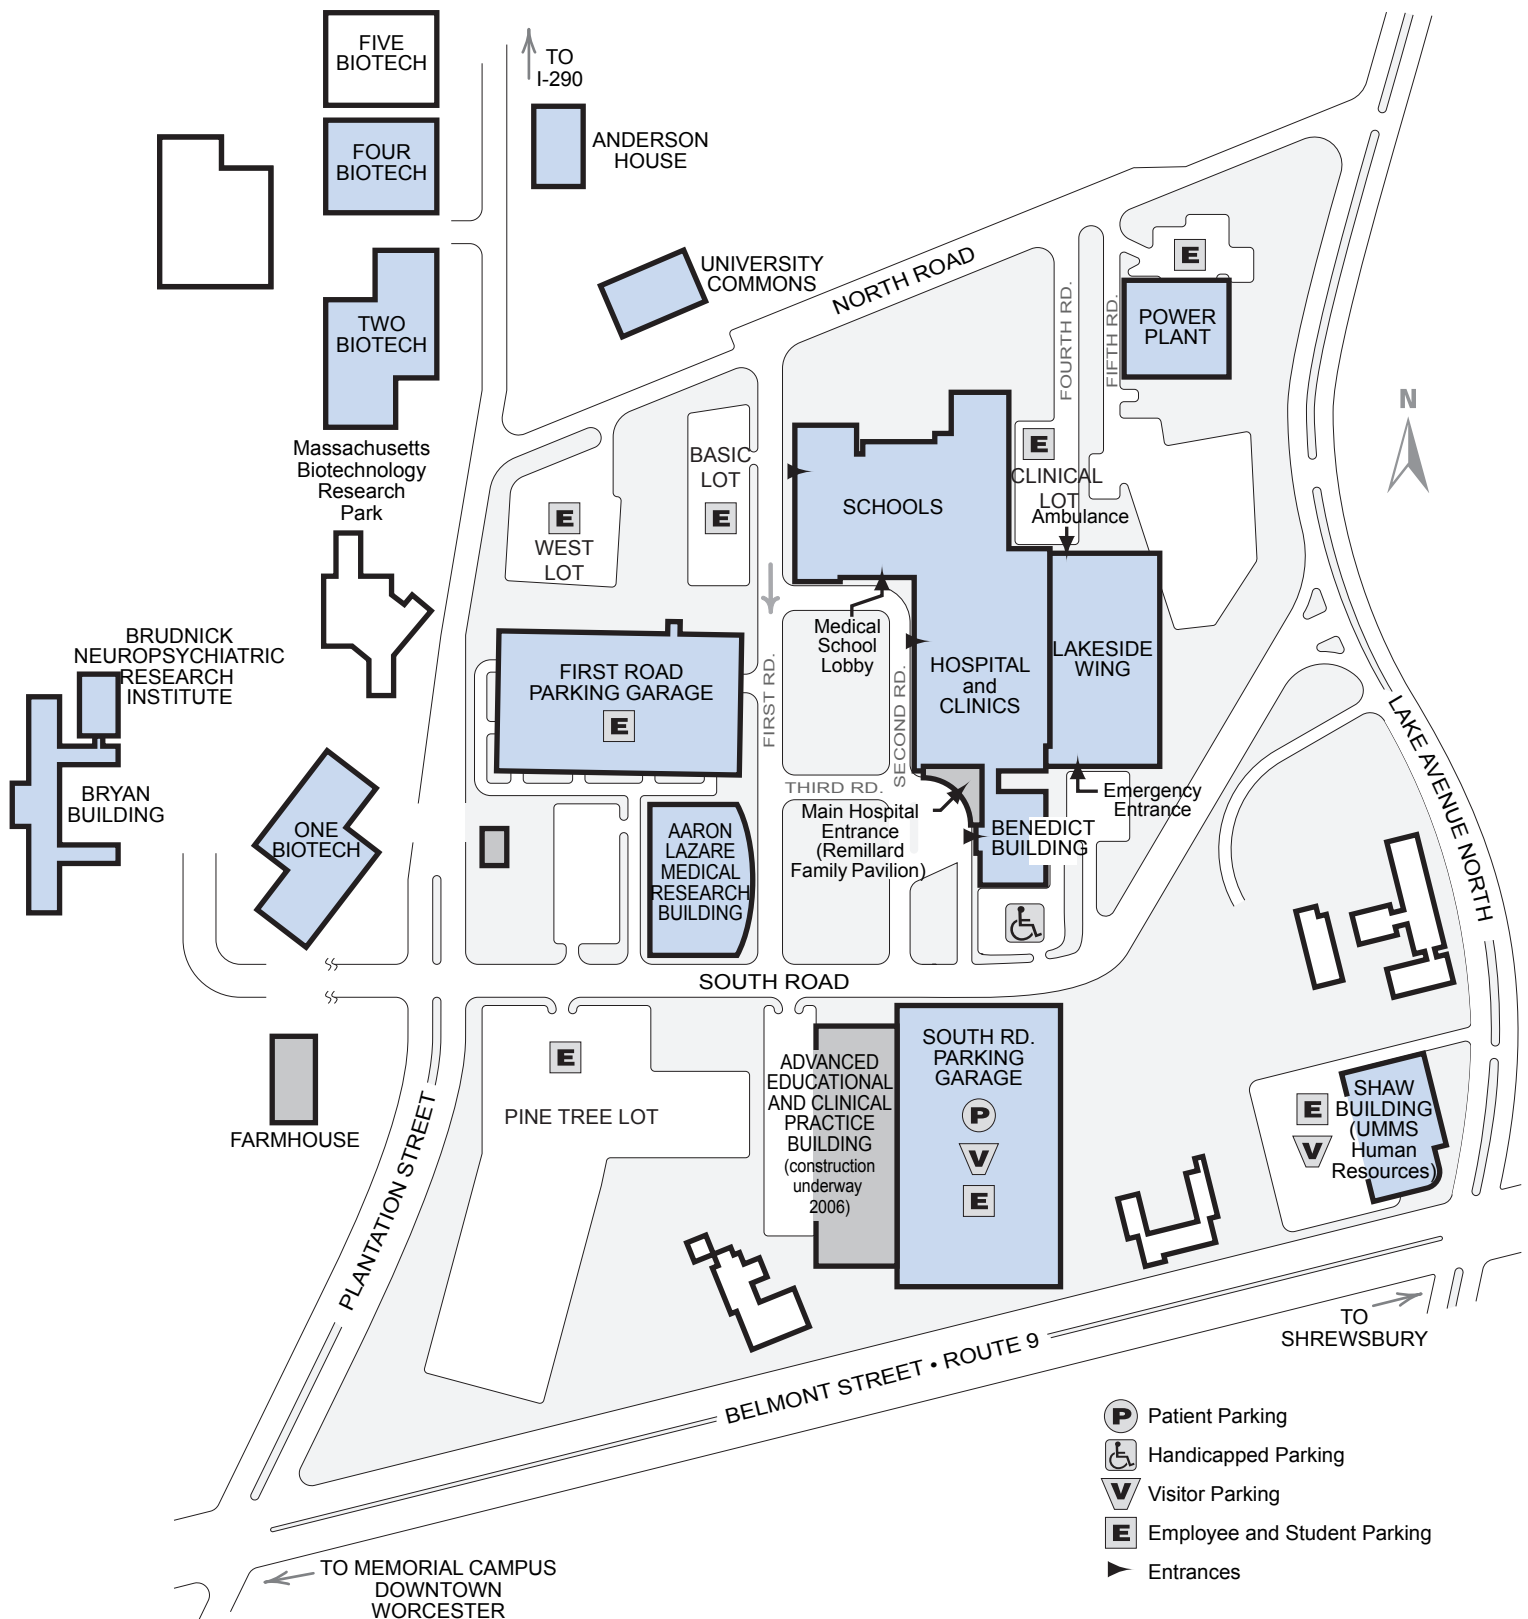 FIVE
BIOTECH
TO
I-290
FOUR
BIOTECH
ANDERSON
HOUSE
UNIVERSITY
COMMONS
NORTH ROAD
E
TWO
BIOTECH
FOURTH RD.
FIFTH RD.
POWER
PLANT
N
Massachusetts
Biotechnology
Research
Park
BASIC
LOT
E
E
CLINICAL
LOT
Ambulance
SCHOOLS
E
WEST
LOT
BRUDNICK
NEUROPSYCHIATRIC
RESEARCH
INSTITUTE
Medical
School
Lobby
HOSPITAL
and
CLINICS
LAKESIDE
WING
FIRST ROAD
PARKING GARAGE
E
FIRST RD.
SECOND RD.
LAKE AVENUE NORTH
THIRD RD.
BRYAN
BUILDING
ONE
BIOTECH
AARON
LAZARE
MEDICAL
RESEARCH
BUILDING
Main Hospital
Entrance
(Remillard
Family Pavilion)
BENEDICT
BUILDING
Emergency
Entrance
SOUTH ROAD
FARMHOUSE
PLANTATION STREET
E
PINE TREE LOT
ADVANCED
EDUCATIONAL
AND CLINICAL
PRACTICE
BUILDING
(construction
underway
2006)
SOUTH RD.
PARKING
GARAGE
P
V
E
E
V
SHAW
BUILDING
(UMMS
Human
Resources)
TO
SHREWSBURY
BELMONT STREET • ROUTE 9
P Patient Parking
Handicapped Parking
V Visitor Parking
E Employee and Student Parking
Entrances
TO MEMORIAL CAMPUS
DOWNTOWN
WORCESTER